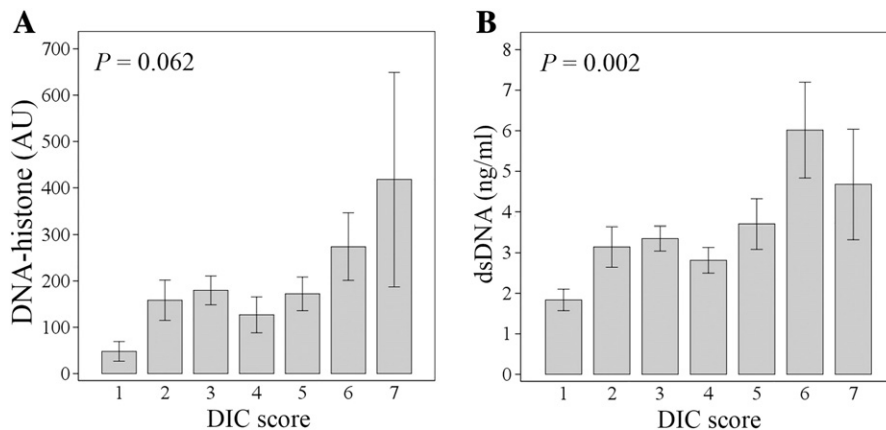 A
P = 0.062
DNA-histone (AU)
700
600
500
400
300
200
100
0
1 2 3 4 5 6 7
DIC score
B
P = 0.002
dsDNA (ng/ml)
8
7
6
5
4
3
2
1
0
1 2 3 4 5 6 7
DIC score